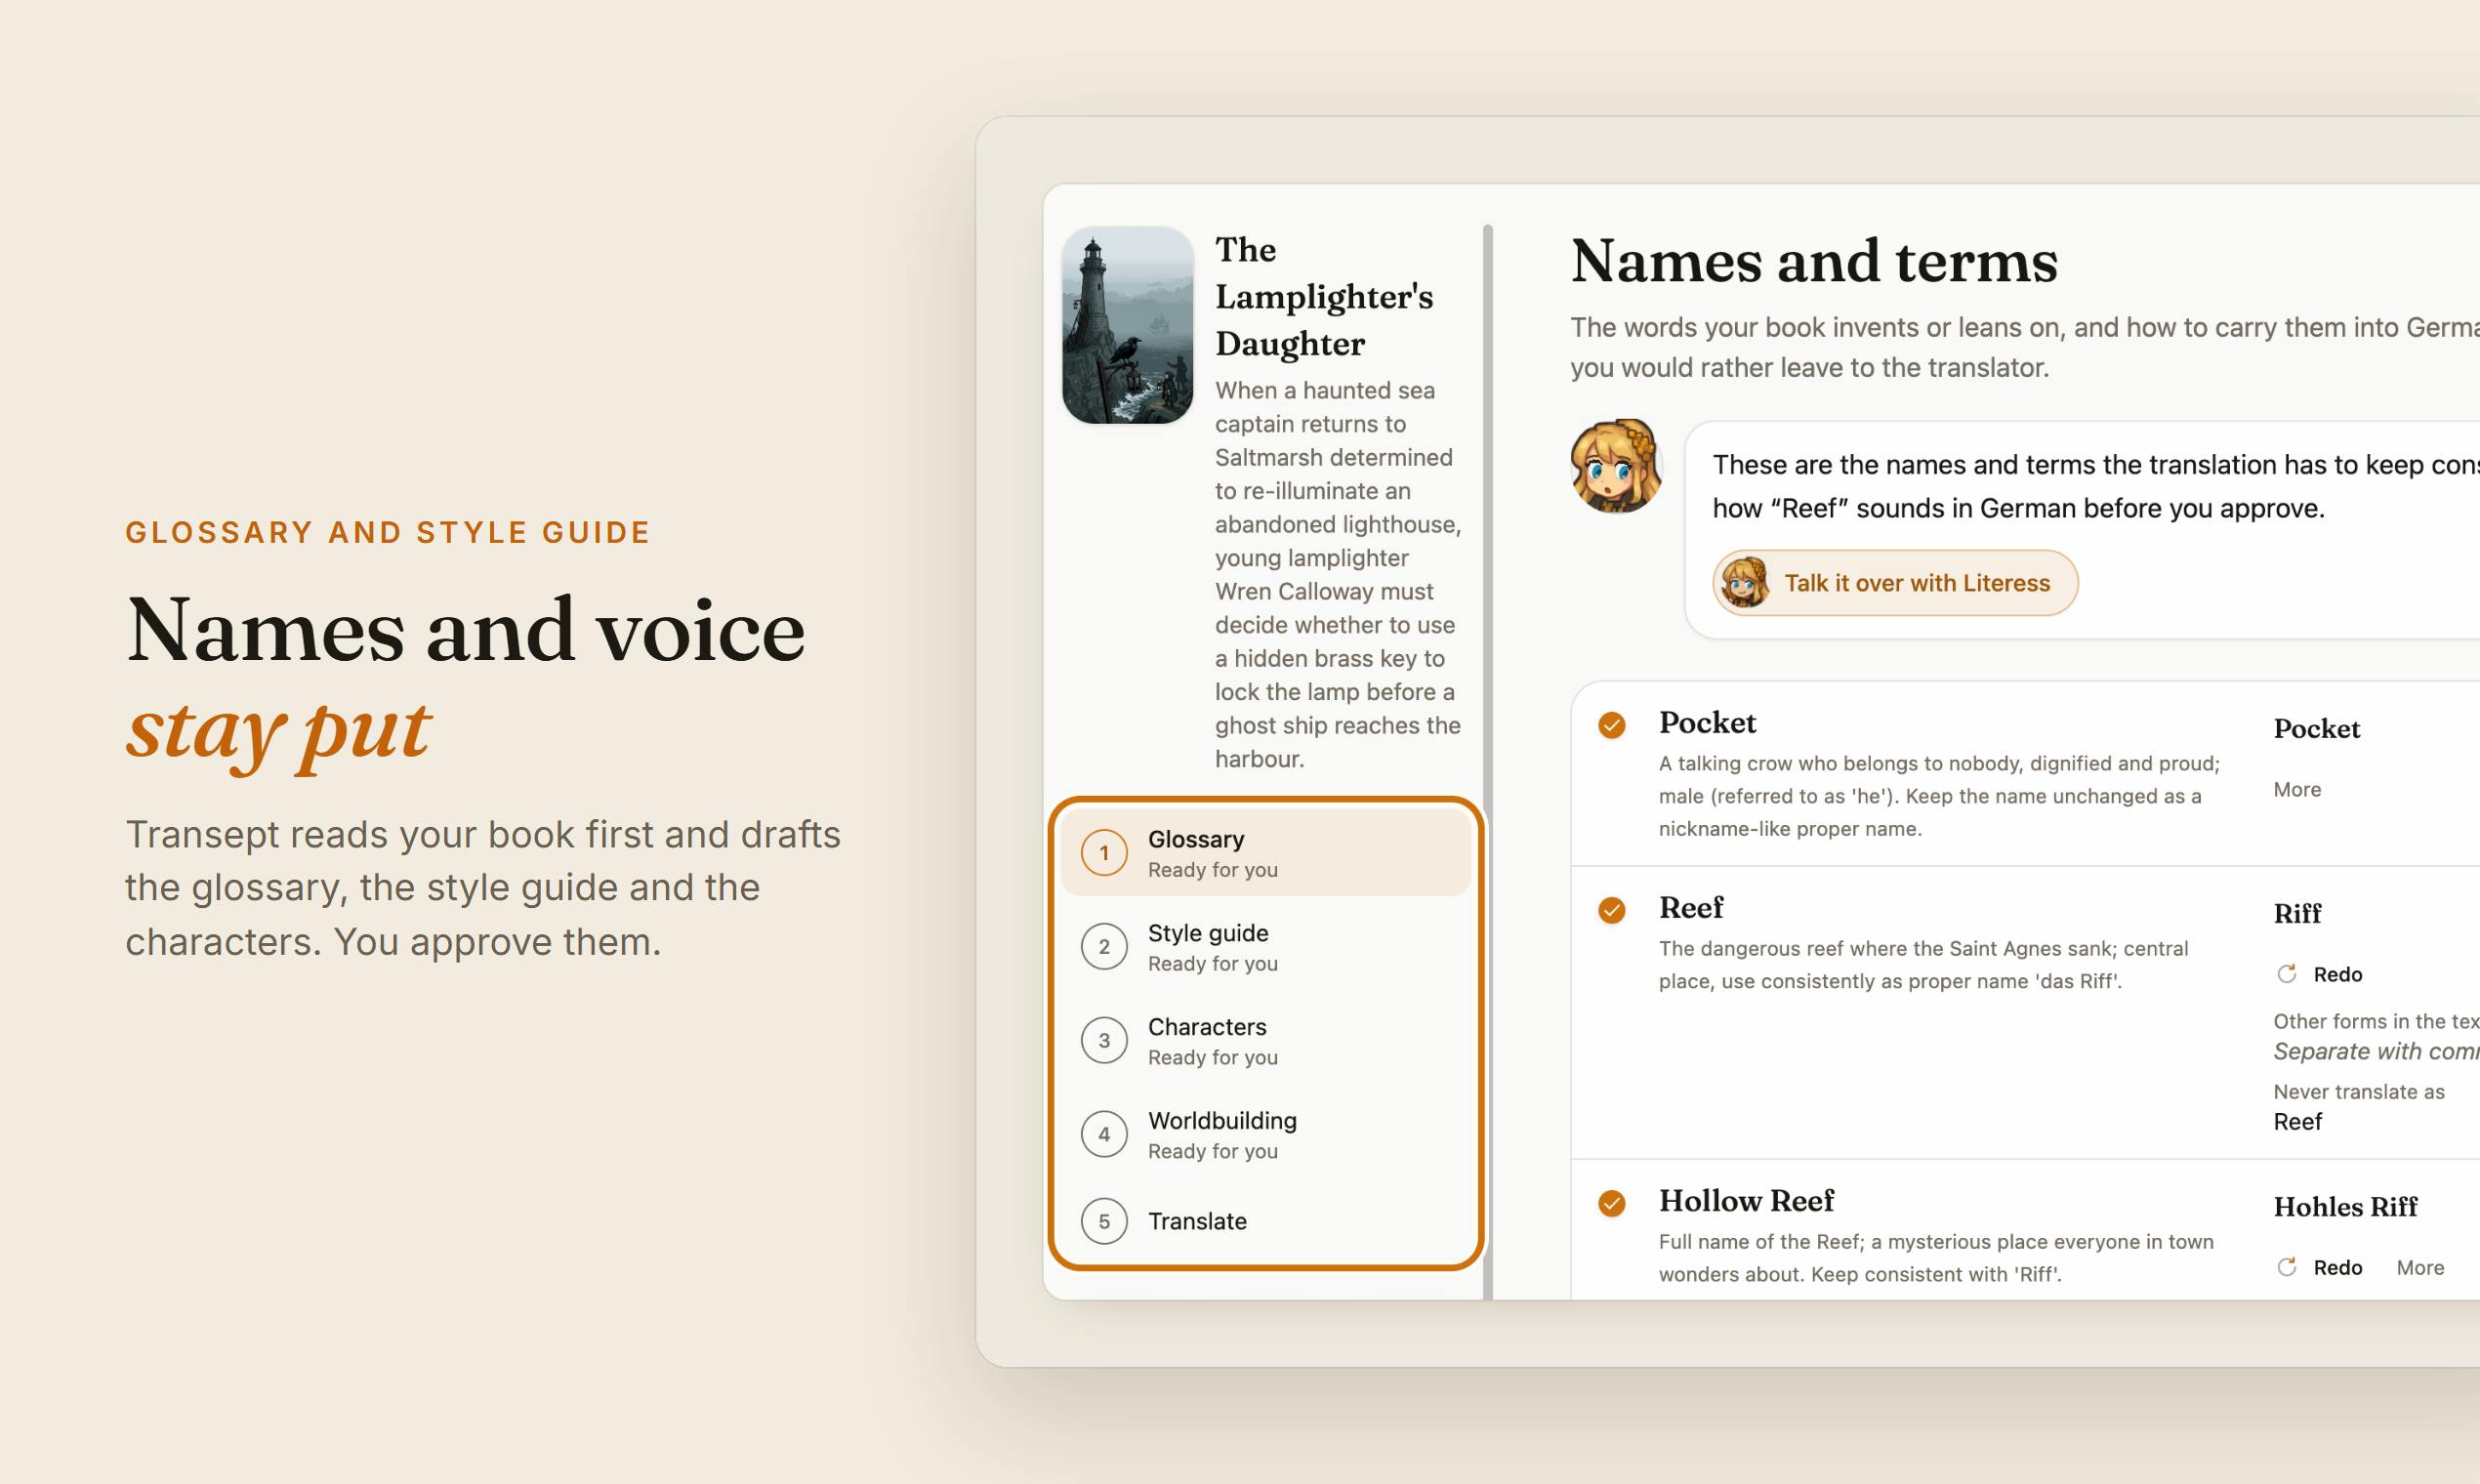 GLOSSARY AND STYLE GUIDE
Names and voice
stay put
Transept reads your book first and drafts
the glossary, the style guide and the
characters. You approve them.
The
Lamplighter's
Daughter
When a haunted sea
captain returns to
Saltmarsh determined
to re-illuminate an
abandoned lighthouse,
young lamplighter
Wren Calloway must
decide whether to use
a hidden brass key to
lock the lamp before a
ghost ship reaches the
harbour.
1
Glossary
Ready for you
2
Style guide
Ready for you
3
Characters
Ready for you
4
Worldbuilding
Ready for you
5
Translate
Names and terms
The words your book invents or leans on, and how to carry them into Germa
you would rather leave to the translator.
These are the names and terms the translation has to keep cons
how “Reef” sounds in German before you approve.
Talk it over with Literess
Pocket
A talking crow who belongs to nobody, dignified and proud;
male (referred to as 'he'). Keep the name unchanged as a
nickname-like proper name.
Pocket
More
Reef
The dangerous reef where the Saint Agnes sank; central
place, use consistently as proper name 'das Riff'.
Riff
Redo
Other forms in the tex
Separate with com
Never translate as
Reef
Hollow Reef
Full name of the Reef; a mysterious place everyone in town
wonders about. Keep consistent with 'Riff'.
Hohles Riff
Redo More